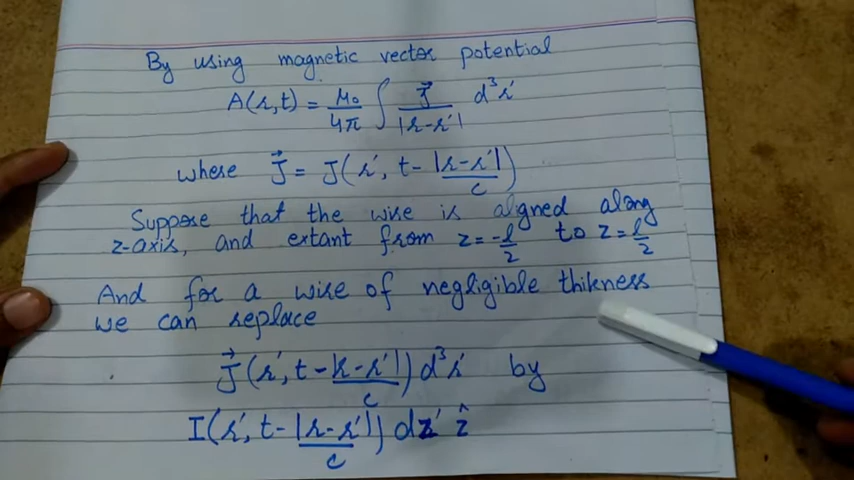 By using magnetic vector potential
A(r,t) = μ₀/4π ∫ J⃗/|r-r'| d³r'
where J⃗ = J(r', t - |r-r'|/c)
Suppose that the wire is aligned along
z-axis, and extant from z = -l/2 to z = l/2
And for a wire of negligible thikness
we can replace
J⃗(r', t - |r-r'|/c) d³r' by
I(r', t - |r-r'|/c) dz' ẑ